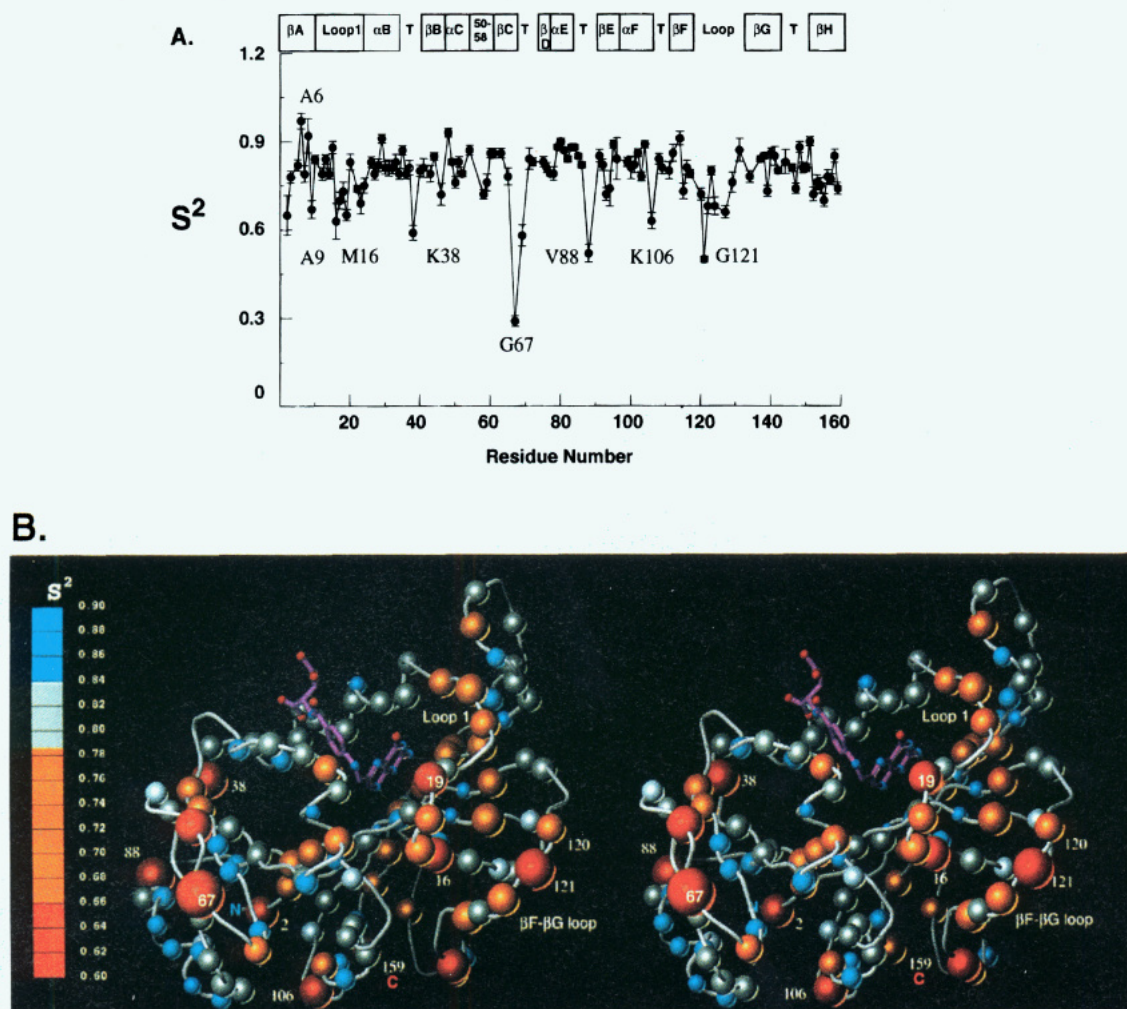 A.
βA Loop1 αB T βB αC 50-58 βC T βD αE T βE αF T βF Loop βG T βH
1.2
0.9
S²
0.6
0.3
0
A6
A9
M16
K38
G67
V88
K106
G121
20 40 60 80 100 120 140 160
Residue Number
B.
S²
0.90
0.88
0.86
0.84
0.82
0.80
0.78
0.76
0.74
0.72
0.70
0.68
0.66
0.64
0.62
0.60
Loop 1
38
19
88
120
16
121
67
N
2
βF-βG loop
159
C
106
Loop 1
38
19
88
120
16
121
67
2
βF-βG loop
159
C
106